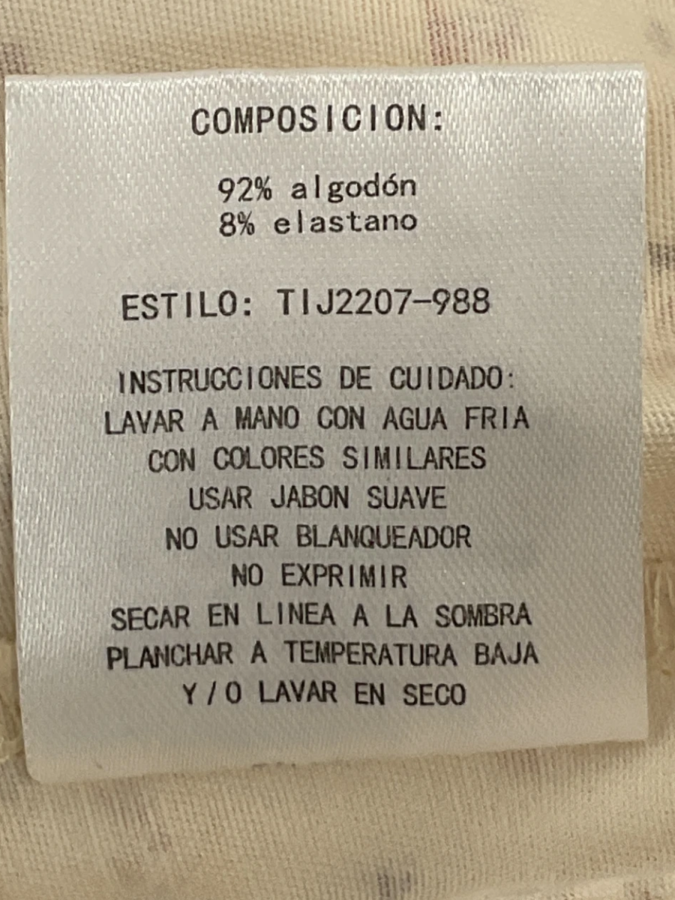 COMPOSICION:
92% algodón
8% elastano
ESTILO: TIJ2207-988
INSTRUCCIONES DE CUIDADO:
LAVAR A MANO CON AGUA FRIA
CON COLORES SIMILARES
USAR JABON SUAVE
NO USAR BLANQUEADOR
NO EXPRIMIR
SECAR EN LINEA A LA SOMBRA
PLANCHAR A TEMPERATURA BAJA
Y/O LAVAR EN SECO